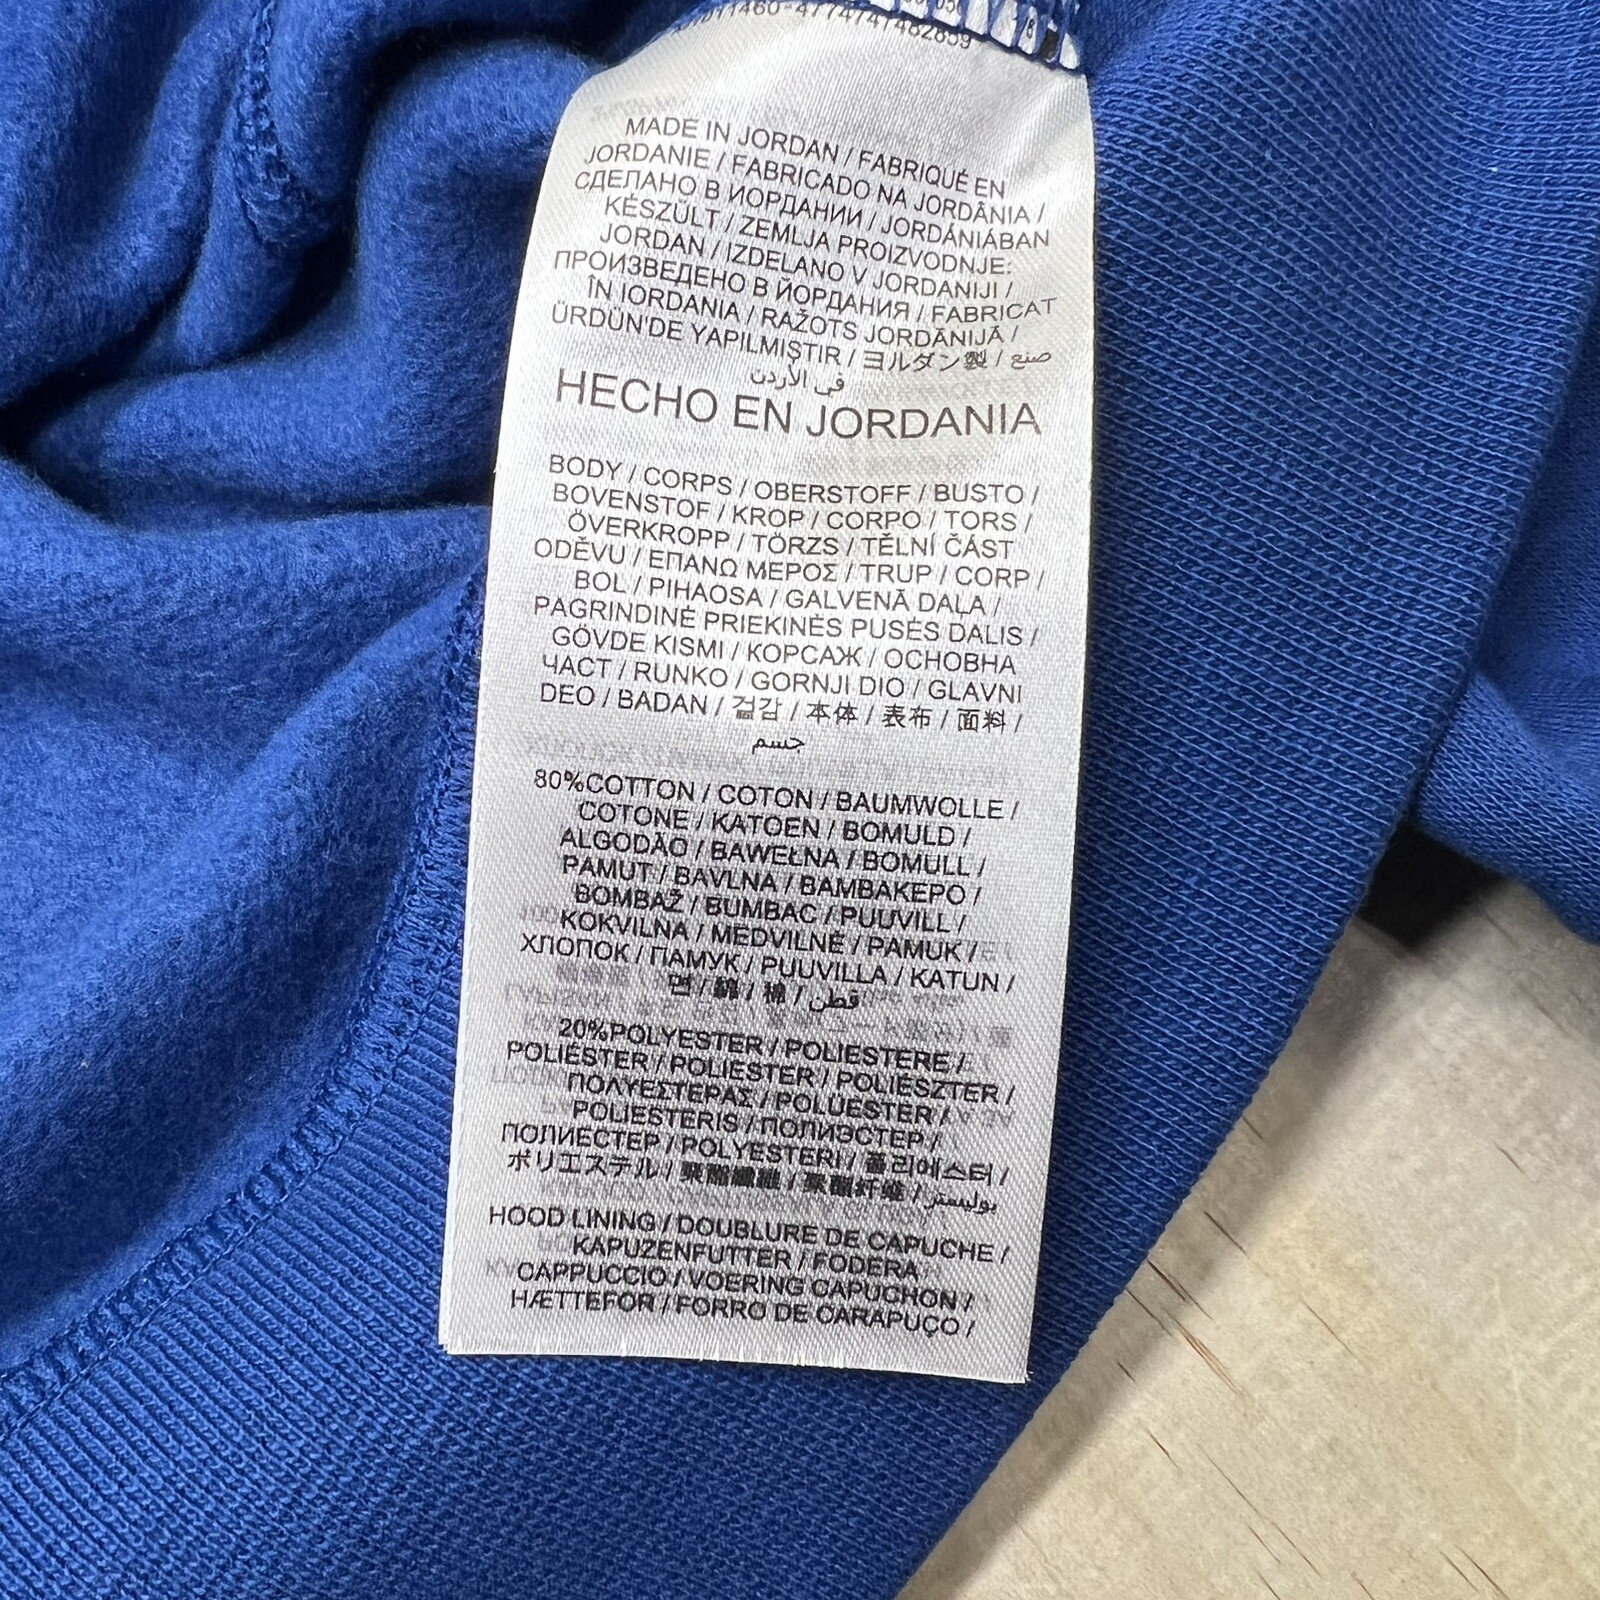 MADE IN JORDAN / FABRIQUÉ EN
JORDANIE / FABRICADO NA JORDÂNIA /
СДЕЛАНО В ИОРДАНИИ / JORDÁNIÁBAN
KÉSZÜLT / ZEMLJA PROIZVODNJE:
JORDAN / IZDELANO V JORDANIJI /
ПРОИЗВЕДЕНО В ЙОРДАНИЯ / FABRICAT
ÎN IORDANIA / RAŽOTS JORDĀNIJĀ /
ÜRDÜN'DE YAPILMIŞTIR / ヨルダン製 / صنع
في الأردن
HECHO EN JORDANIA
BODY / CORPS / OBERSTOFF / BUSTO /
BOVENSTOF / KROP / CORPO / TORS /
ÖVERKROPP / TÖRZS / TĚLNÍ ČÁST
ODĚVU / ΕΠΑΝΩ ΜΕΡΟΣ / TRUP / CORP /
BOL / PIHAOSA / GALVENĀ DAĻA /
PAGRINDINĖ PRIEKINĖS PUSĖS DALIS /
GÖVDE KISMI / КОРСАЖ / ОСНОВНА
ЧАСТ / RUNKO / GORNJI DIO / GLAVNI
DEO / BADAN / 겉감 / 本体 / 表布 / 面料 /
جسم
80%COTTON / COTON / BAUMWOLLE /
COTONE / KATOEN / BOMULD /
ALGODÃO / BAWEŁNA / BOMULL /
PAMUT / BAVLNA / ΒΑΜΒΑΚΕΡΟ /
BOMBAŽ / BUMBAC / PUUVILL /
KOKVILNA / MEDVILNĖ / PAMUK /
ХЛОПОК / ПАМУК / PUUVILLA / KATUN /
면 / 綿 / 棉 / قطن
20%POLYESTER / POLIESTERE /
POLIÉSTER / POLIESTER / POLIÉSZTER /
ΠΟΛΥΕΣΤΕΡΑΣ / POLÜESTER /
POLIESTERIS / ПОЛИЭСТЕР /
ПОЛИЕСТЕР / POLYESTERI / 폴리에스터 /
ポリエステル / 聚酯纖維 / 聚酯纤维 / بوليستر
HOOD LINING / DOUBLURE DE CAPUCHE /
KAPUZENFUTTER / FODERA
CAPPUCCIO / VOERING CAPUCHON /
HÆTTEFOR / FORRO DE CARAPUÇO /